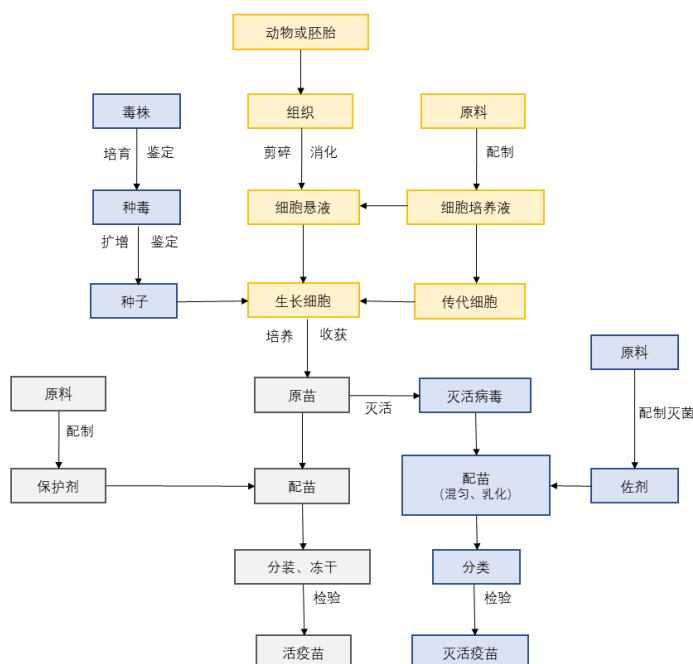 动物或胚胎
毒株
组织
原料
培育
鉴定
剪碎
消化
配制
种毒
细胞悬液
细胞培养液
扩增
鉴定
种子
生长细胞
传代细胞
培养
收获
原料
原料
原苗
灭活
灭活病毒
配制
配制灭菌
保护剂
配苗
配苗
（混匀、乳化）
佐剂
分装、冻干
分类
检验
检验
活疫苗
灭活疫苗